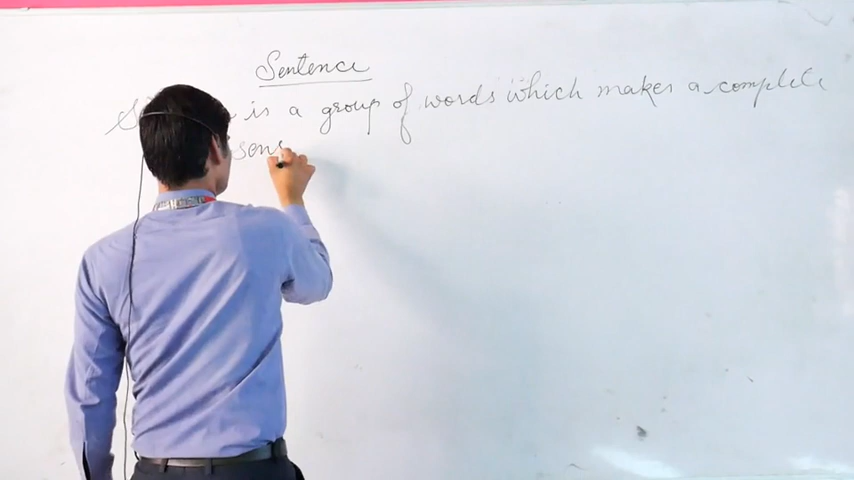 Sentence
is a group of words which makes a complete
sens